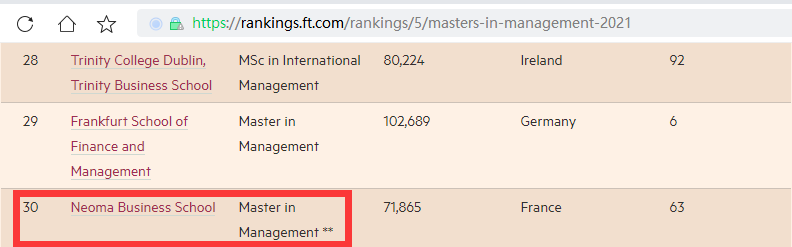 https://rankings.ft.com/rankings/5/masters-in-management-2021
28 Trinity College Dublin, MSc in International 80,224 Ireland 92
Trinity Business School Management
29 Frankfurt School of Master in 102,689 Germany 6
Finance and Management
Management
30 Neoma Business School Master in 71,865 France 63
Management **